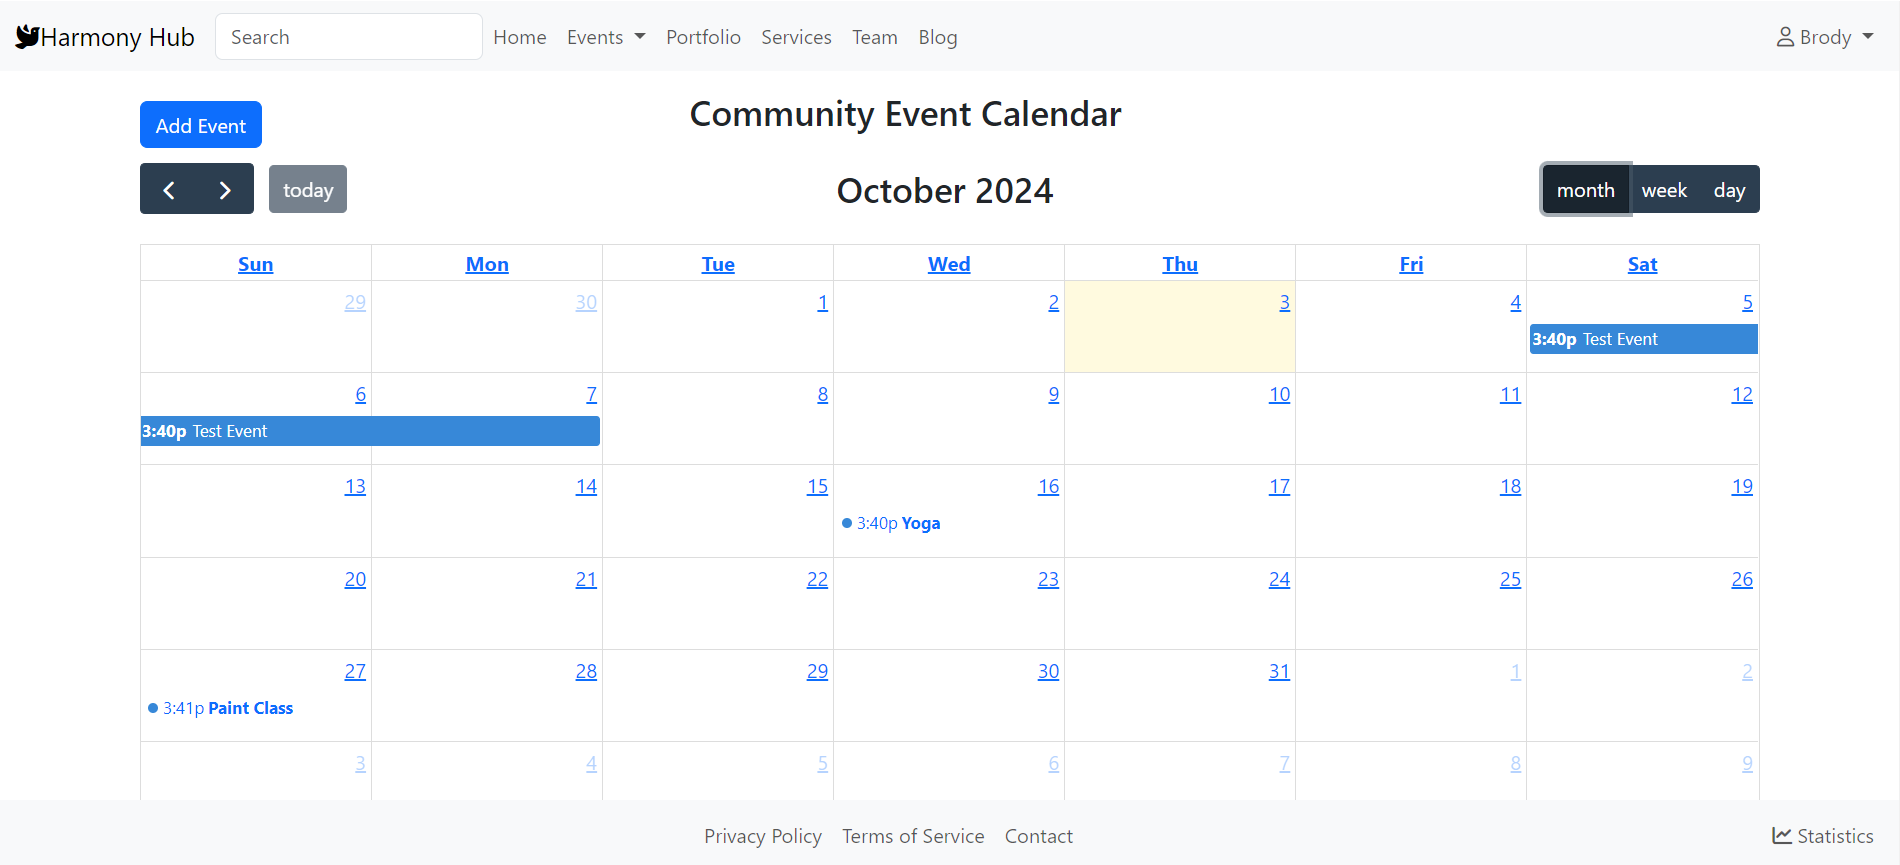 Harmony Hub Search Home Events Portfolio Services Team Blog Brody
Add Event
Community Event Calendar
today October 2024 month week day
Sun Mon Tue Wed Thu Fri Sat
29 30 1 2 3 4 5
3:40p Test Event
6 7 8 9 10 11 12
3:40p Test Event
13 14 15 16 17 18 19
3:40p Yoga
20 21 22 23 24 25 26
27 28 29 30 31 1 2
3:41p Paint Class
3 4 5 6 7 8 9
Privacy Policy Terms of Service Contact Statistics